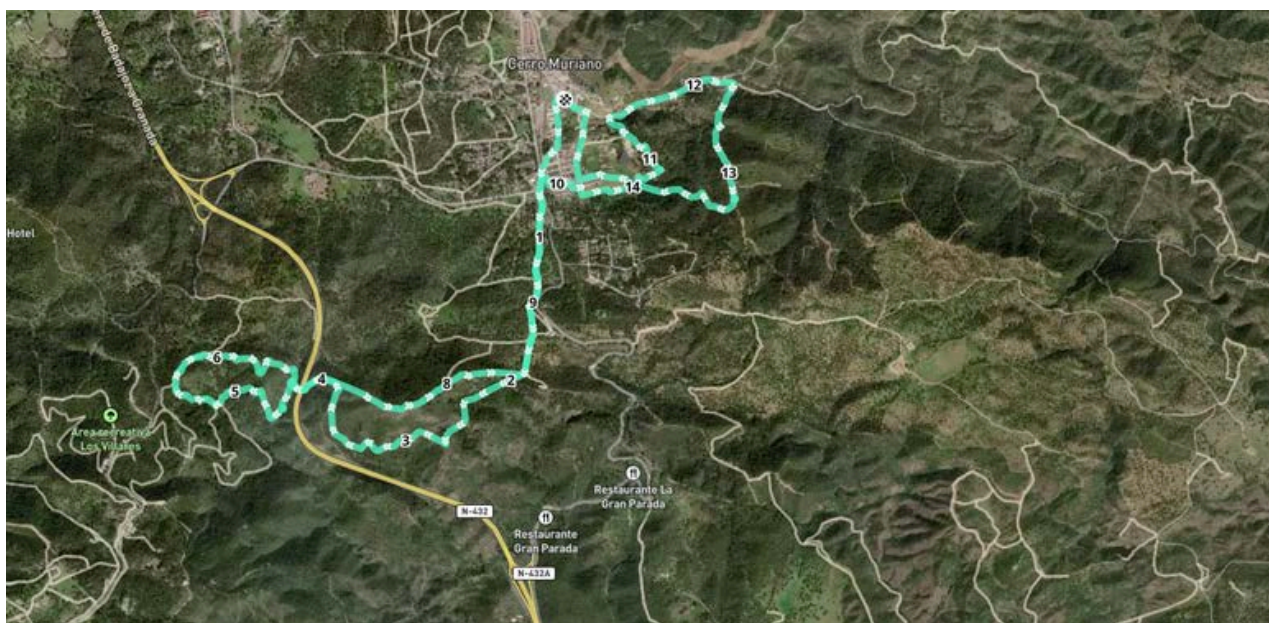 Cerro Muriano
12
11
10
14
13
1
9
Hotel
6
4
5
8
2
3
Área recreativa
Los Villares
N-432
Restaurante La
Gran Parada
Restaurante
Gran Parada
N-432A